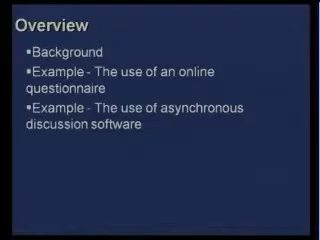 Overview
▪Background
▪Example - The use of an online
questionnaire
▪Example - The use of asynchronous
discussion software